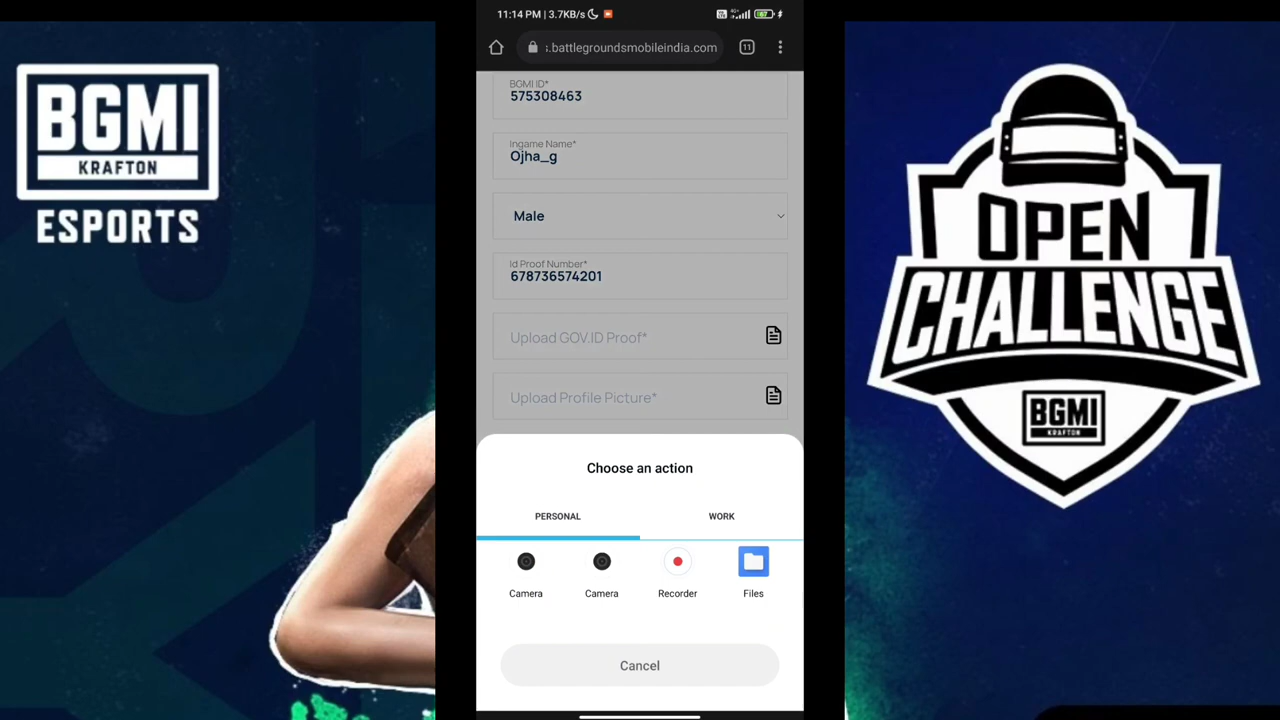 BGMI
KRAFTON
ESPORTS
11:14 PM | 3.7KB/s
4G+
67
:.battlegroundsmobileindia.com
11
BGMI ID*
575308463
Ingame Name*
Ojha_g
Male
Id Proof Number*
678736574201
Upload GOV.ID Proof*
Upload Profile Picture*
Choose an action
PERSONAL
WORK
Camera
Camera
Recorder
Files
Cancel
OPEN
CHALLENGE
BGMI
KRAFTON